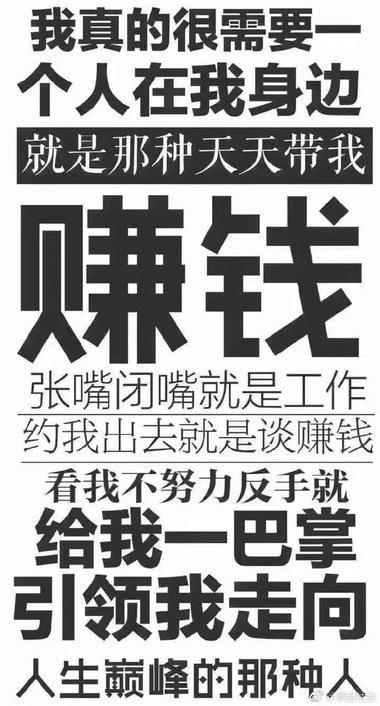 我真的很需要一
个人在我身边
就是那种天天带我
赚钱
张嘴闭嘴就是工作
约我出去就是谈赚钱
看我不努力反手就
给我一巴掌
引领我走向
人生巅峰的那种人